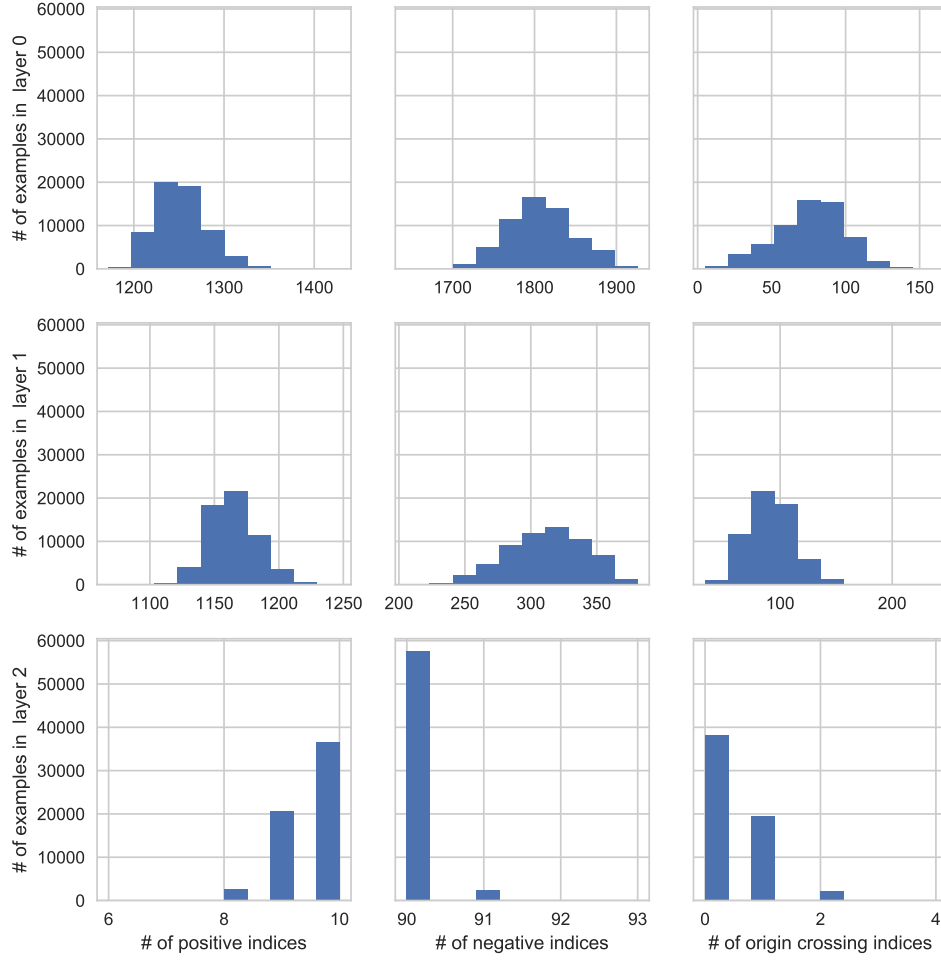 60000
50000
40000
30000
20000
10000
0
# of examples in  layer 0
1200 1300 1400
1700 1800 1900
0 50 100 150
60000
50000
40000
30000
20000
10000
0
# of examples in  layer 1
1100 1150 1200 1250
200 250 300 350
100 200
60000
50000
40000
30000
20000
10000
0
# of examples in  layer 2
6 8 10
90 91 92 93
0 2 4
# of positive indices
# of negative indices
# of origin crossing indices